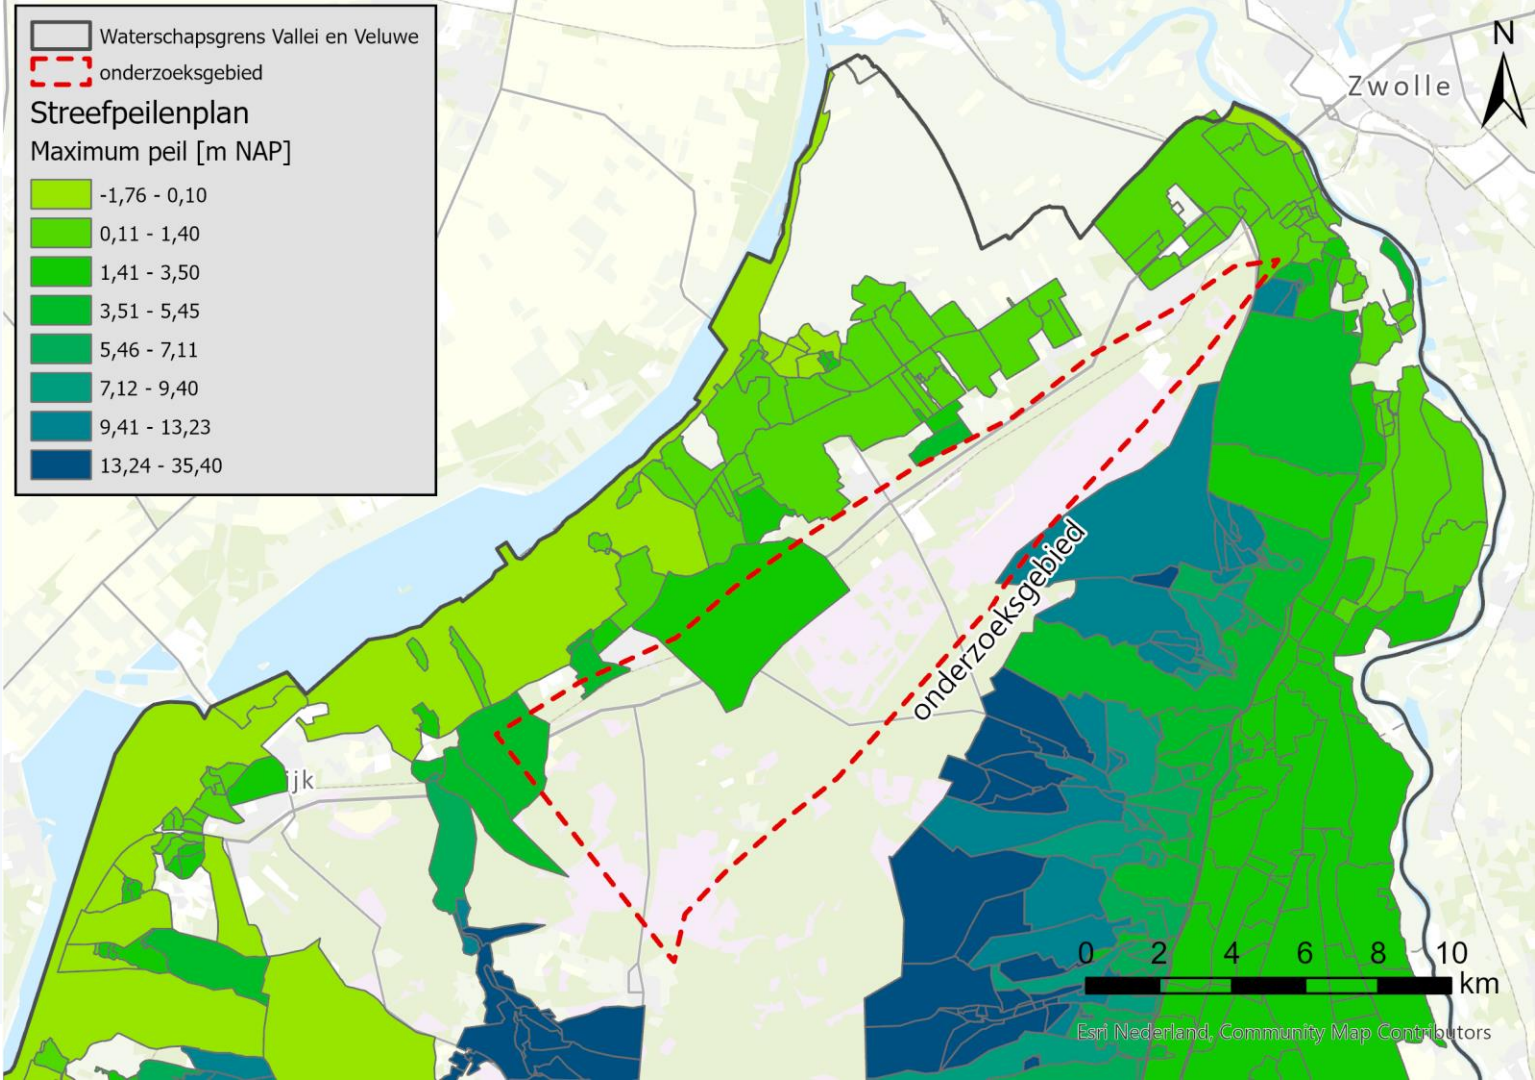 Waterschapsgrens Vallei en Veluwe
onderzoeksgebied
Streefpeilenplan
Maximum peil [m NAP]
-1,76 - 0,10
0,11 - 1,40
1,41 - 3,50
3,51 - 5,45
5,46 - 7,11
7,12 - 9,40
9,41 - 13,23
13,24 - 35,40
N
Zwolle
onderzoeksgebied
ijk
0 2 4 6 8 10
km
Esri Nederland, Community Map Contributors